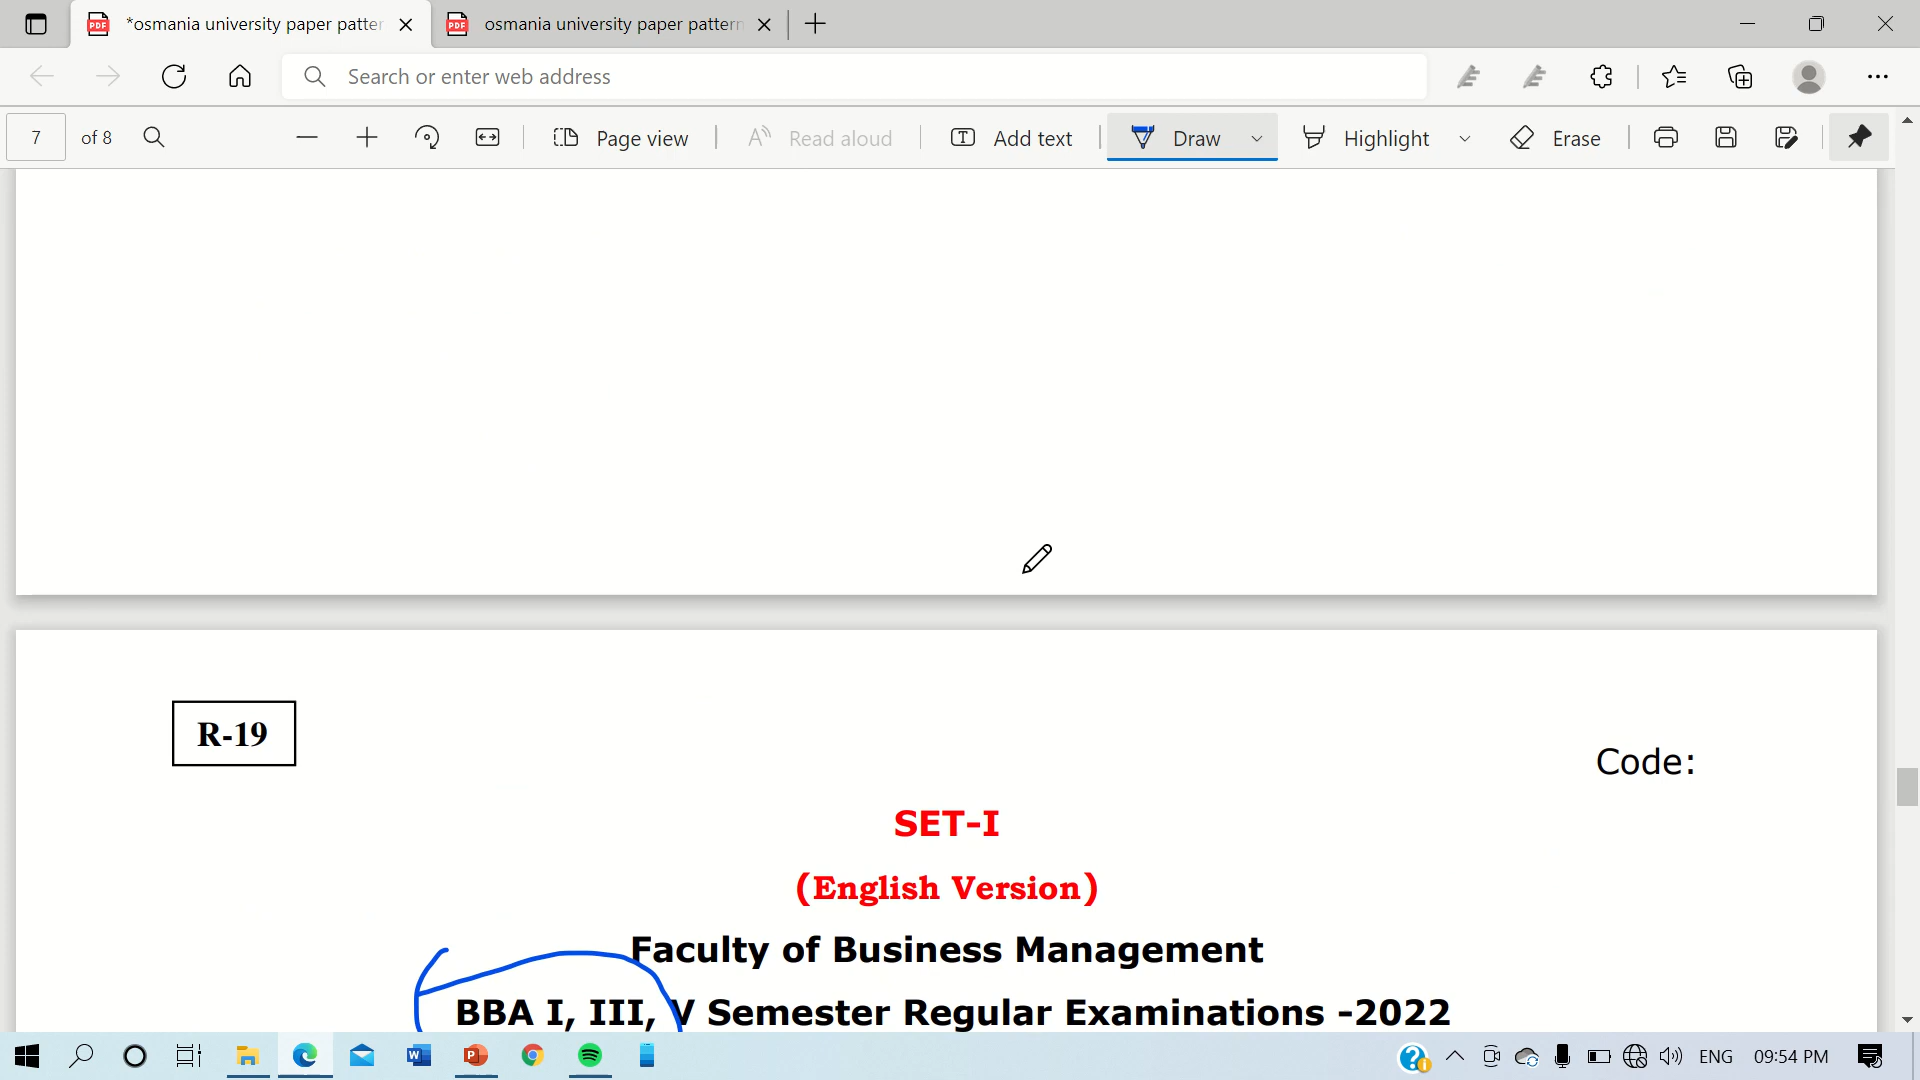 *osmania university paper patter
osmania university paper pattern
Search or enter web address
7 of 8
Page view
Read aloud
Add text
Draw
Highlight
Erase
R-19
Code:
SET-I
(English Version)
Faculty of Business Management
BBA I, III, V Semester Regular Examinations -2022
ENG
09:54 PM